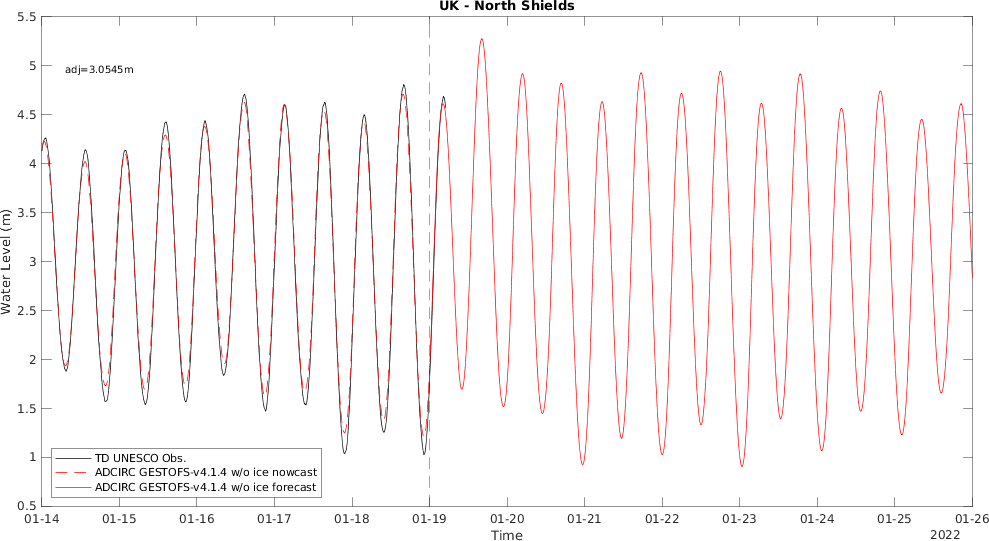 UK - North Shields
5.5
5
4.5
4
3.5
3
2.5
2
1.5
1
0.5
Water Level (m)
adj=3.0545m
TD UNESCO Obs.
ADCIRC GESTOFS-v4.1.4 w/o ice nowcast
ADCIRC GESTOFS-v4.1.4 w/o ice forecast
01-14 01-15 01-16 01-17 01-18 01-19 01-20 01-21 01-22 01-23 01-24 01-25 01-26
Time
2022